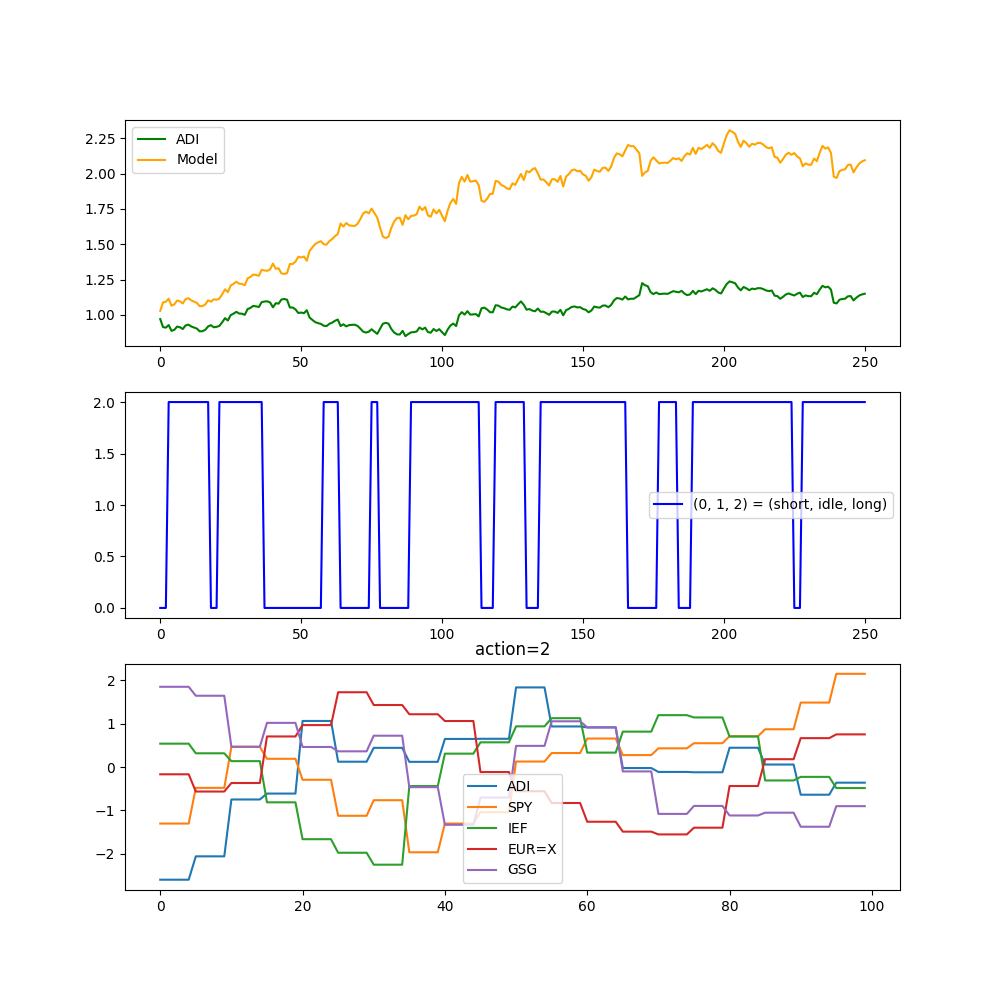 ADI
Model
2.25
2.00
1.75
1.50
1.25
1.00
0 50 100 150 200 250
2.0
1.5
1.0
0.5
0.0
(0, 1, 2) = (short, idle, long)
0 50 100 150 200 250
action=2
2
1
0
−1
−2
ADI
SPY
IEF
EUR=X
GSG
0 20 40 60 80 100